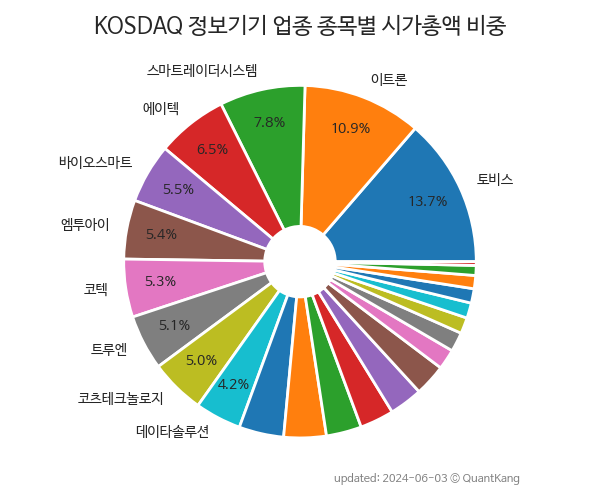 KOSDAQ 정보기기 업종 종목별 시가총액 비중
스마트레이더시스템
이트론
에이텍
7.8%
10.9%
6.5%
바이오스마트
토비스
5.5%
13.7%
엠투아이
5.4%
코텍
5.3%
트루엔
5.1%
코츠테크놀로지
5.0%
4.2%
데이타솔루션
updated: 2024-06-03 © QuantKang